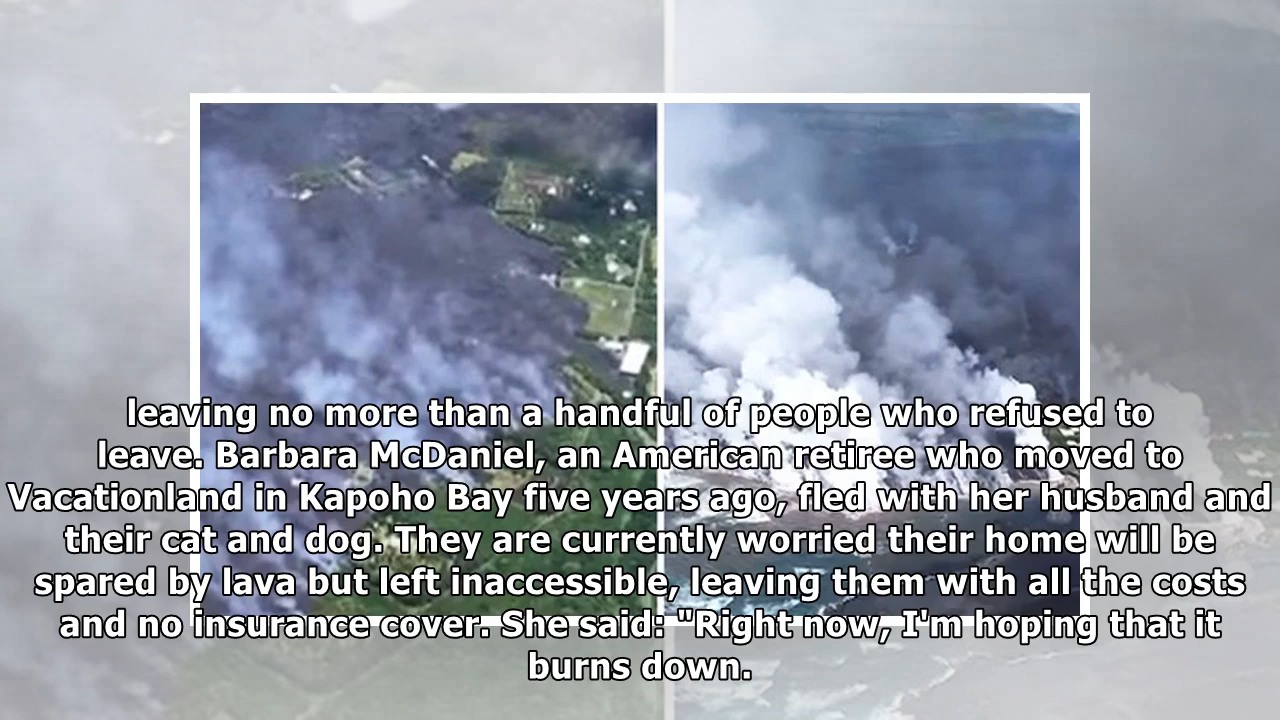 leaving no more than a handful of people who refused to
leave. Barbara McDaniel, an American retiree who moved to
Vacationland in Kapoho Bay five years ago, fled with her husband and
their cat and dog. They are currently worried their home will be
spared by lava but left inaccessible, leaving them with all the costs
and no insurance cover. She said: "Right now, I'm hoping that it
burns down.